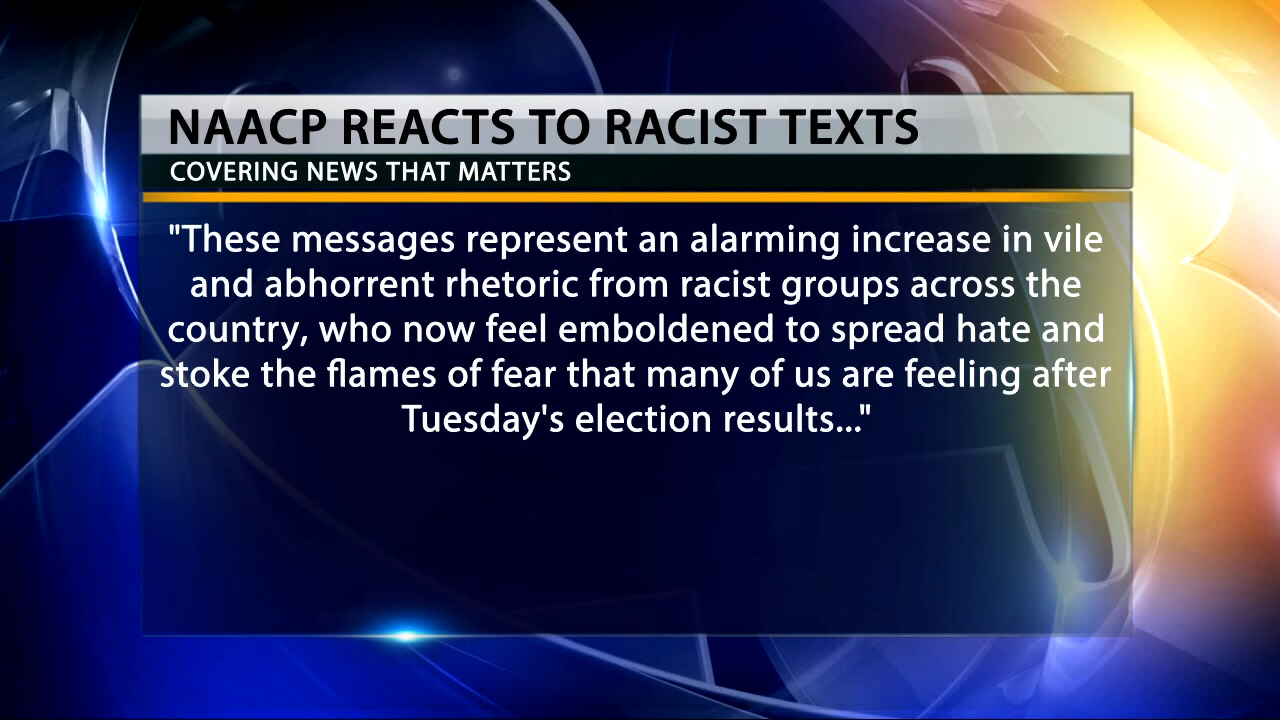 NAACP REACTS TO RACIST TEXTS
COVERING NEWS THAT MATTERS
"These messages represent an alarming increase in vile
and abhorrent rhetoric from racist groups across the
country, who now feel emboldened to spread hate and
stoke the flames of fear that many of us are feeling after
Tuesday's election results..."